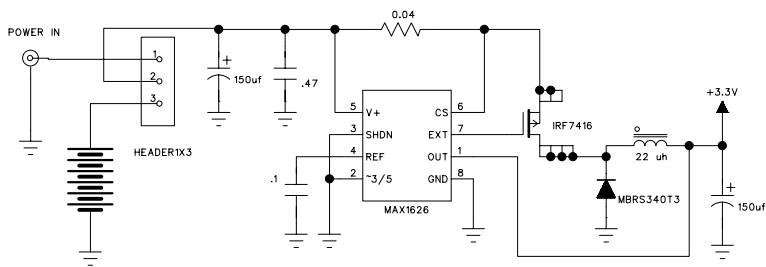 POWER IN
1
2
3
HEADER1X3
150uf
+
.47
0.04
5 V+
3 SHDN
4 REF
2 ~3/5
CS 6
EXT 7
OUT 1
GND 8
MAX1626
.1
IRF7416
22 uh
MBRS340T3
+3.3V
+
150uf